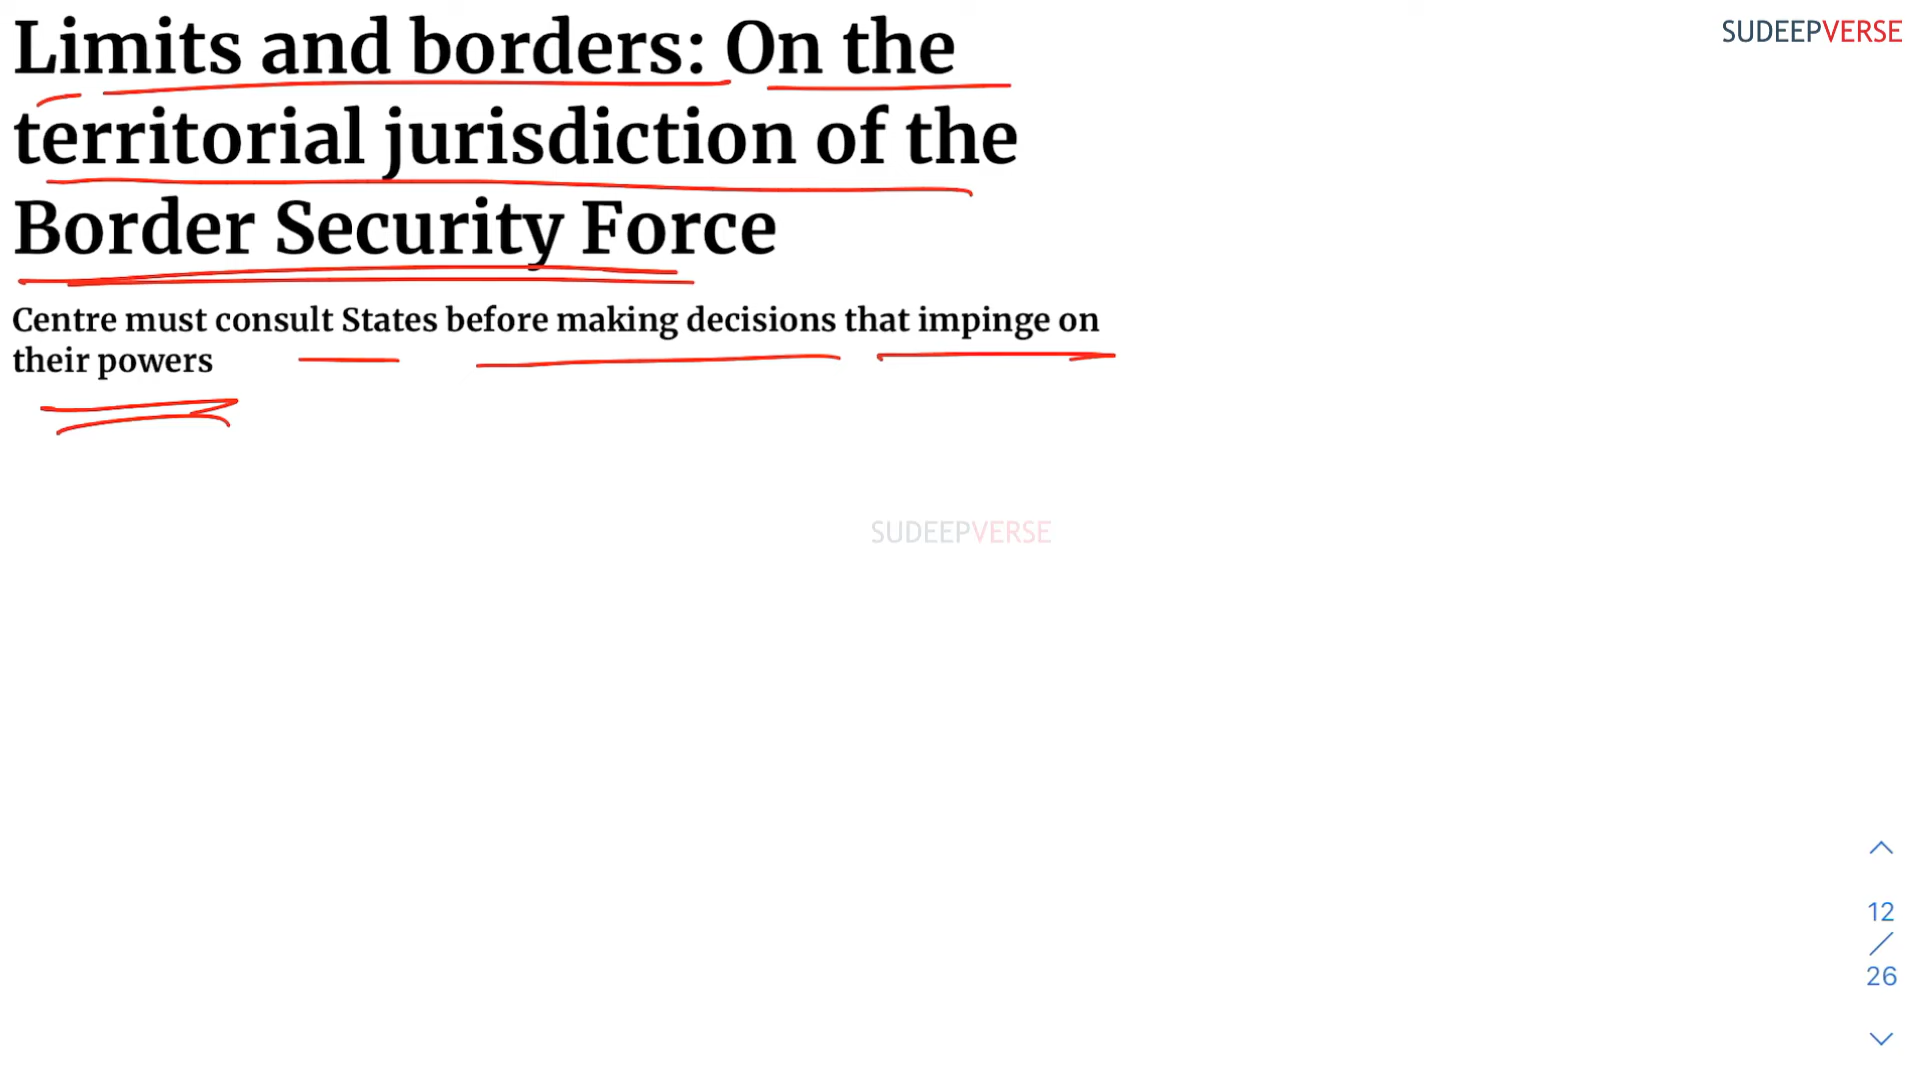 Limits and borders: On the
SUDEEPVERSE
territorial jurisdiction of the
Border Security Force
Centre must consult States before making decisions that impinge on
their powers
SUDEEPVERSE
12
/
26